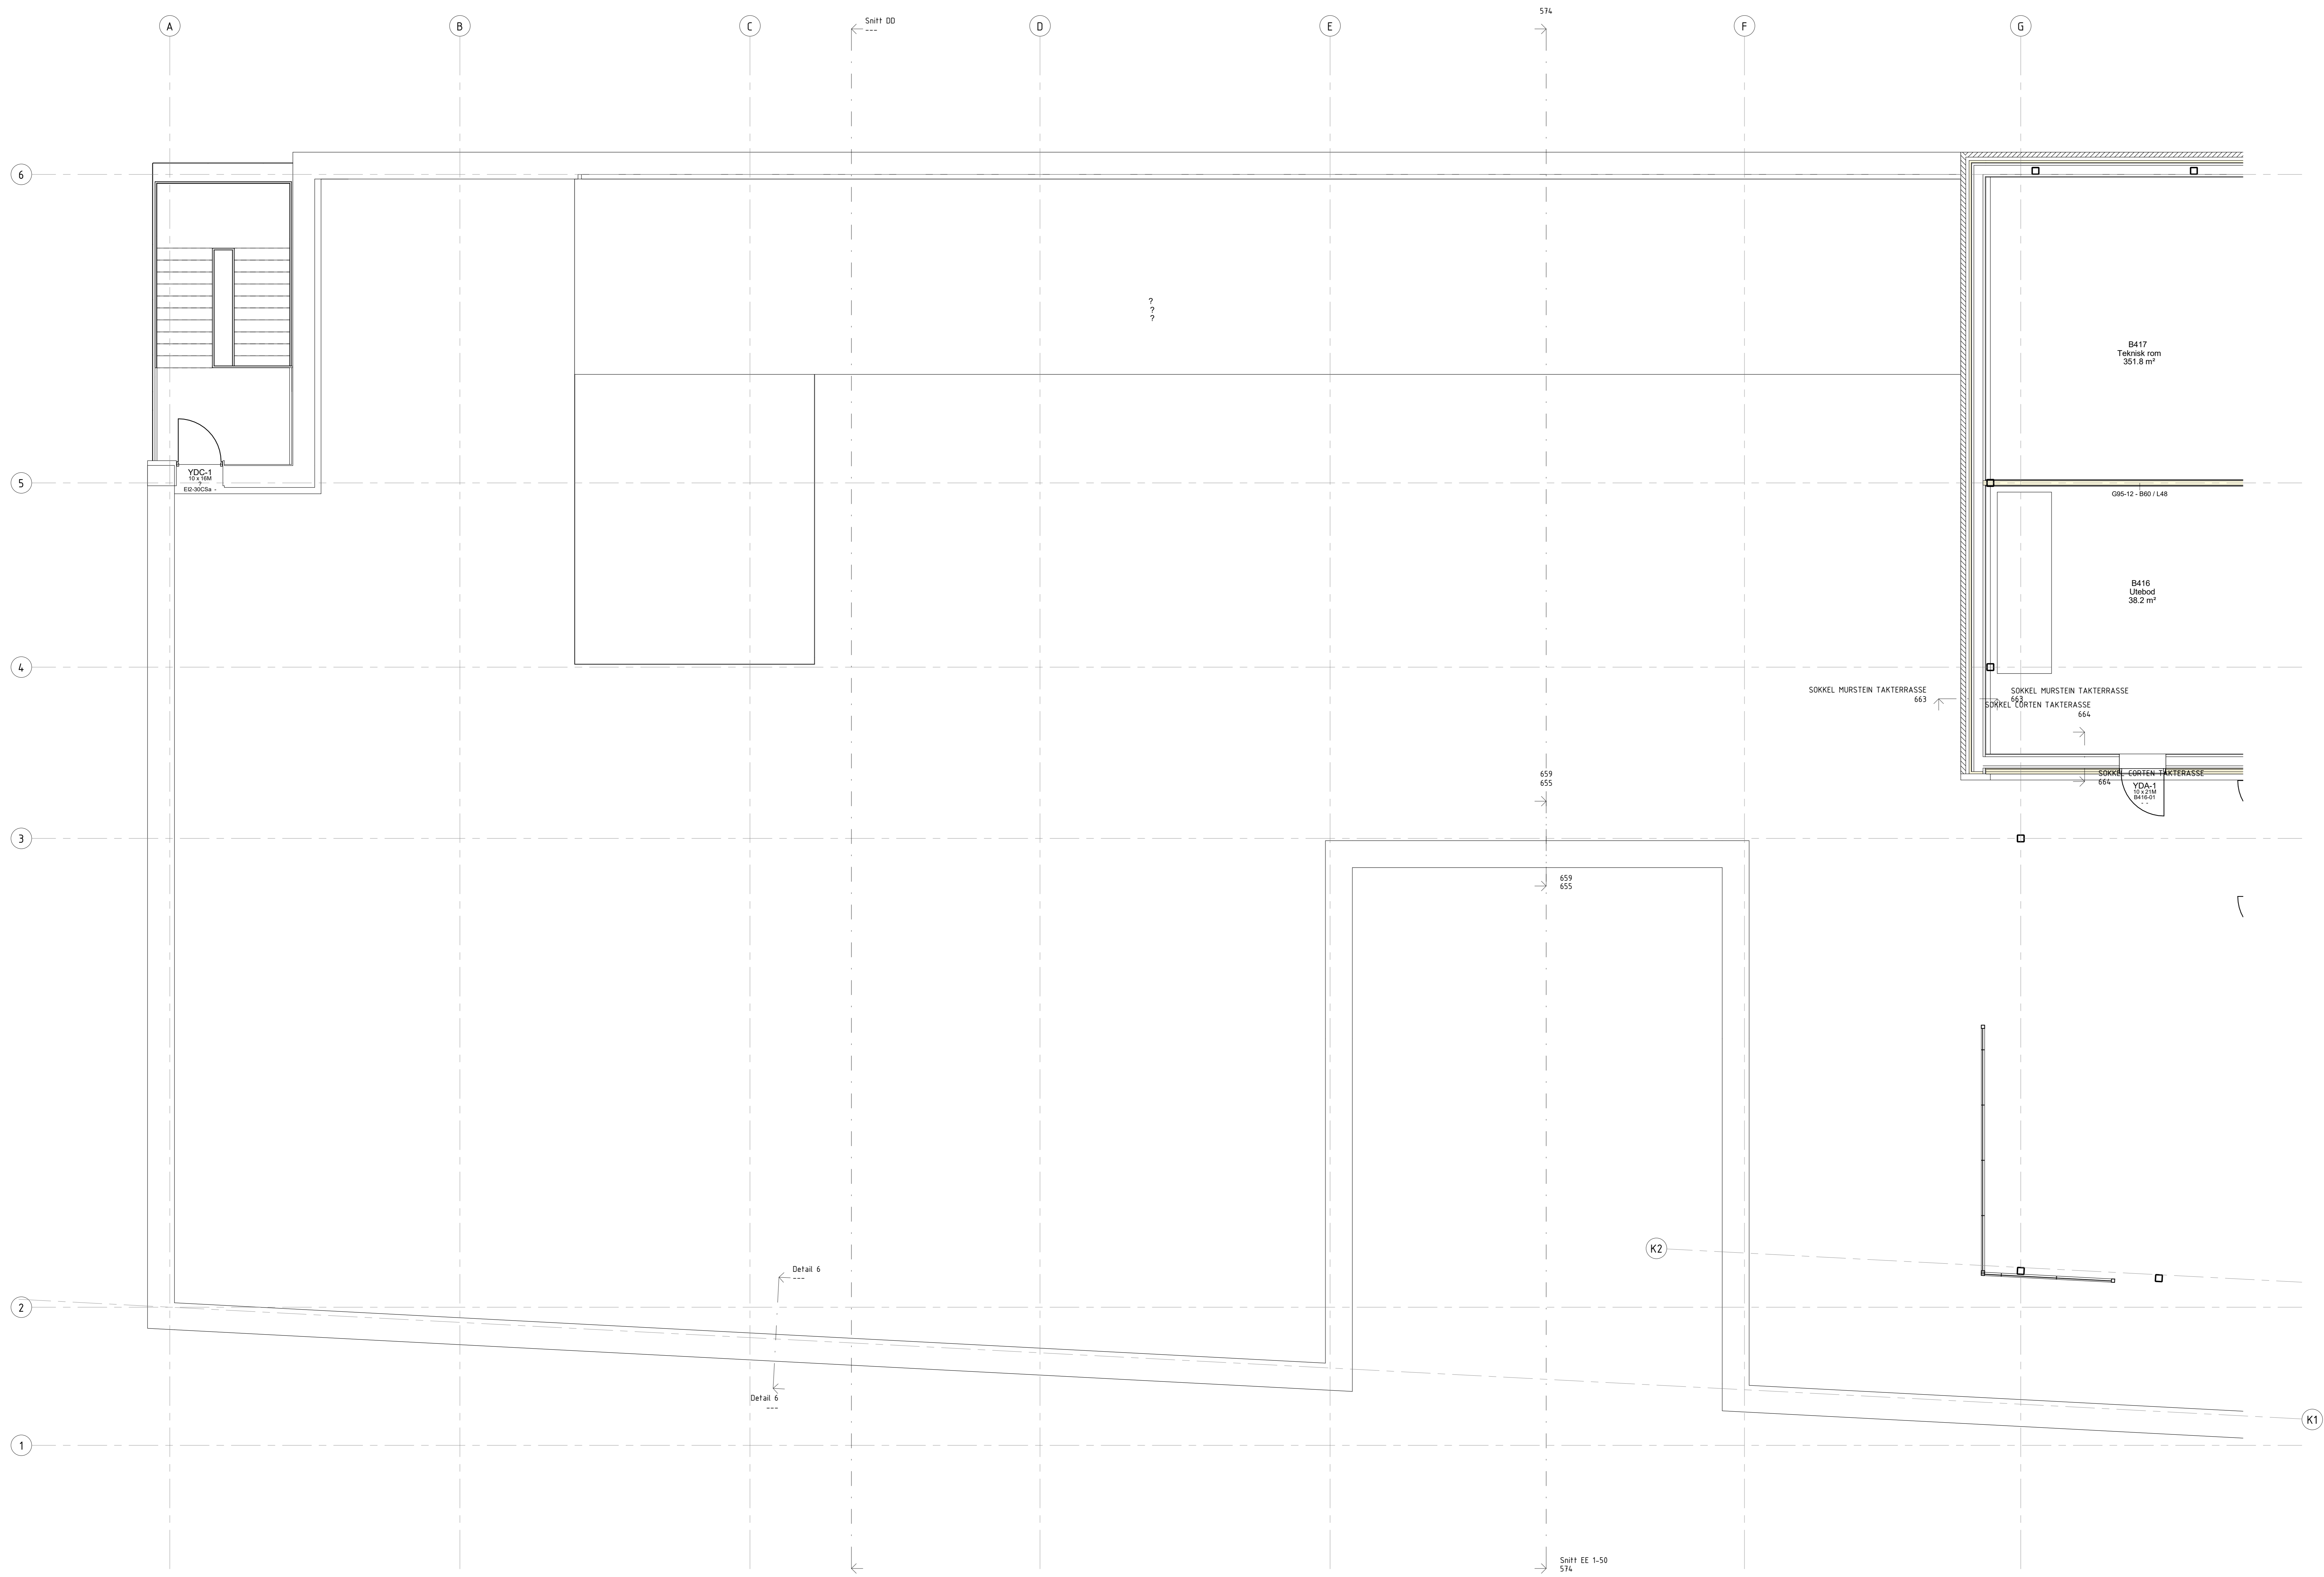 574
Snitt DD
---
A
B
C
D
E
F
G
6
?
?
?
B417
Teknisk rom
351.8 m²
5
YDC-1
10 x 16M
?
EI2-30CSa -
G95-12 - B60 / L48
B416
Utebod
38.2 m²
4
SOKKEL MURSTEIN TAKTERRASSE
663
SOKKEL MURSTEIN TAKTERRASSE
663
SOKKEL CORTEN TAKTERASSE
664
659
655
SOKKEL CORTEN TAKTERASSE
664
YDA-1
10 x 21M
B416-01
- -
3
659
655
K2
Detail 6
---
2
Detail 6
---
K1
1
Snitt EE 1-50
574